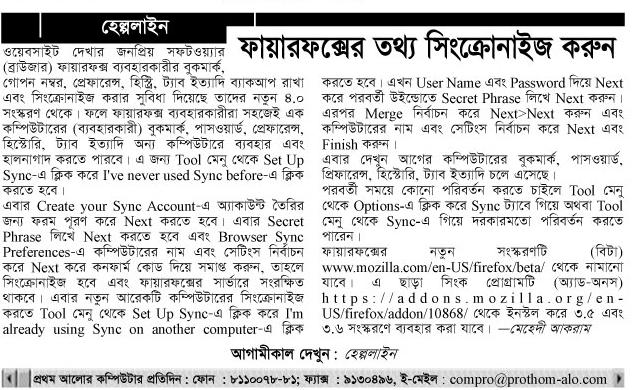 হেল্পলাইন
ফায়ারফক্সের তথ্য সিংক্রোনাইজ করুন
ওয়েবসাইট দেখার জনপ্রিয় সফটওয়্যার
(ব্রাউজার) ফায়ারফক্স ব্যবহারকারীর বুকমার্ক,
গোপন নম্বর, প্রেফারেন্স, হিস্ট্রি, ট্যাব ইত্যাদি ব্যাকআপ রাখা
এবং সিংক্রোনাইজ করার সুবিধা দিয়েছে তাদের নতুন ৪.০
সংস্করণ থেকে। ফলে ফায়ারফক্স ব্যবহারকারীরা সহজেই এক
কম্পিউটারের (ব্যবহারকারী) বুকমার্ক, পাসওয়ার্ড, প্রেফারেন্স,
হিস্টোরি, ট্যাব ইত্যাদি অন্য কম্পিউটারে ব্যবহার এবং
হালনাগাদ করতে পারবে। এ জন্য Tool মেনু থেকে Set Up
Sync-এ ক্লিক করে I've never used Sync before-এ ক্লিক
করতে হবে।
এবার Create your Sync Account-এ অ্যাকাউন্ট তৈরির
জন্য ফরম পূরণ করে Next করতে হবে। এবার Secret
Phrase লিখে Next করতে হবে এবং Browser Sync
Preferences-এ কম্পিউটারের নাম এবং সেটিংস নির্বাচন
করে Next করে কনফার্ম কোড দিয়ে সমাপ্ত করুন, তাহলে
সিংক্রোনাইজ হবে এবং ফায়ারফক্সের সার্ভারে সংরক্ষিত
থাকবে। এবার নতুন আরেকটি কম্পিউটারের সিংক্রোনাইজ
করতে Tool মেনু থেকে Set Up Sync-এ ক্লিক করে I'm
already using Sync on another computer-এ ক্লিক
করতে হবে। এখন User Name এবং Password দিয়ে Next
করে পরবর্তী উইন্ডোতে Secret Phrase লিখে Next করুন।
এরপর Merge নির্বাচন করে Next>Next করুন এবং
কম্পিউটারের নাম এবং সেটিংস নির্বাচন করে Next এবং
Finish করুন।
এবার দেখুন আগের কম্পিউটারের বুকমার্ক, পাসওয়ার্ড,
প্রিফারেন্স, হিস্টোরি, ট্যাব ইত্যাদি চলে এসেছে।
পরবর্তী সময়ে কোনো পরিবর্তন করতে চাইলে Tool মেনু
থেকে Options-এ ক্লিক করে Sync ট্যাবে গিয়ে অথবা Tool
মেনু থেকে Sync-এ গিয়ে দরকারমতো পরিবর্তন করতে
পারেন।
ফায়ারফক্সের নতুন সংস্করণটি (বিটা)
www.mozilla.com/en-US/firefox/beta/ থেকে নামানো
যাবে। এ ছাড়া সিংক প্রোগ্রামটি (অ্যাড-অনস)
https://addons.mozilla.org/en-
US/firefox/addon/10868/ থেকে ইনস্টল করে ৩.৫ এবং
৩.৬ সংস্করণে ব্যবহার করা যাবে। —মেহেদী আকরাম
আগামীকাল দেখুন : হেল্পলাইন
প্রথম আলোর কম্পিউটার প্রতিদিন : ফোন : ৮১১০০৭৮-৮১; ফ্যাক্স : ৯১৩০৪৯৬, ই-মেইল : compro@prothom-alo.com